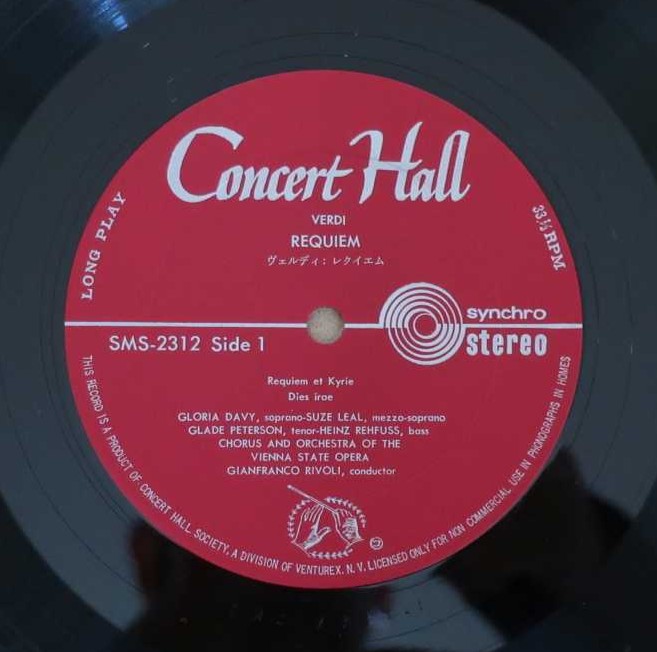 Concert Hall
VERDI
REQUIEM
ヴェルディ：レクイエム
LONG PLAY
33⅓ RPM
synchro
stereo
SMS-2312 Side 1
Requiem et Kyrie
Dies irae
GLORIA DAVY, soprano-SUZE LEAL, mezzo-soprano
GLADE PETERSON, tenor-HEINZ REHFUSS, bass
CHORUS AND ORCHESTRA OF THE
VIENNA STATE OPERA
GIANFRANCO RIVOLI, conductor
THIS RECORD IS A PRODUCT OF: CONCERT HALL SOCIETY, A DIVISION OF VENTUREX. N. V. LICENSED ONLY FOR NON COMMERCIAL USE IN PHONOGRAPHS IN HOMES